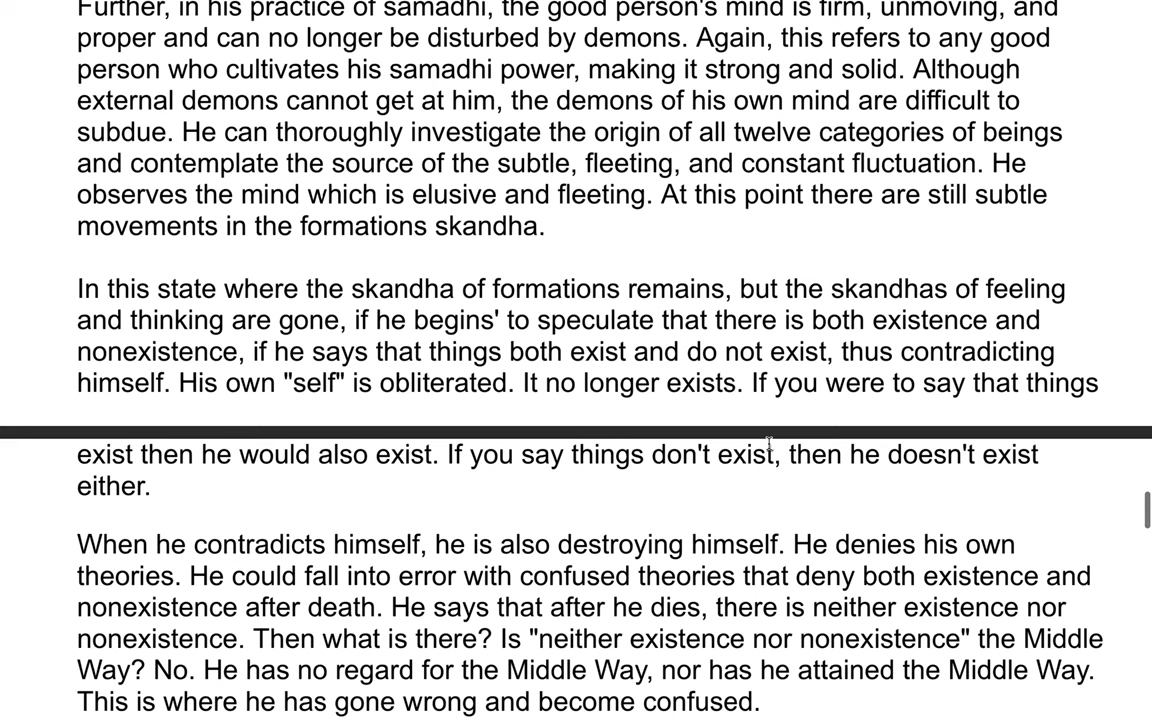 Further, in his practice of samadhi, the good person's mind is firm, unmoving, and
proper and can no longer be disturbed by demons. Again, this refers to any good
person who cultivates his samadhi power, making it strong and solid. Although
external demons cannot get at him, the demons of his own mind are difficult to
subdue. He can thoroughly investigate the origin of all twelve categories of beings
and contemplate the source of the subtle, fleeting, and constant fluctuation. He
observes the mind which is elusive and fleeting. At this point there are still subtle
movements in the formations skandha.
In this state where the skandha of formations remains, but the skandhas of feeling
and thinking are gone, if he begins' to speculate that there is both existence and
nonexistence, if he says that things both exist and do not exist, thus contradicting
himself. His own "self" is obliterated. It no longer exists. If you were to say that things
exist then he would also exist. If you say things don't exist, then he doesn't exist
either.
When he contradicts himself, he is also destroying himself. He denies his own
theories. He could fall into error with confused theories that deny both existence and
nonexistence after death. He says that after he dies, there is neither existence nor
nonexistence. Then what is there? Is "neither existence nor nonexistence" the Middle
Way? No. He has no regard for the Middle Way, nor has he attained the Middle Way.
This is where he has gone wrong and become confused.